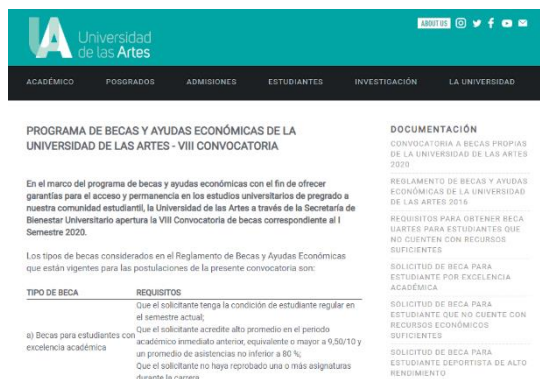 UA Universidad
de las Artes
ABOUT US
ACADÉMICO POSGRADOS ADMISIONES ESTUDIANTES INVESTIGACIÓN LA UNIVERSIDAD
PROGRAMA DE BECAS Y AYUDAS ECONÓMICAS DE LA
UNIVERSIDAD DE LAS ARTES - VIII CONVOCATORIA
En el marco del programa de becas y ayudas económicas con el fin de ofrecer
garantías para el acceso y permanencia en los estudios universitarios de pregrado a
nuestra comunidad estudiantil, la Universidad de las Artes a través de la Secretaría de
Bienestar Universitario apertura la VIII Convocatoria de becas correspondiente al I
Semestre 2020.
Los tipos de becas considerados en el Reglamento de Becas y Ayudas Económicas
que están vigentes para las postulaciones de la presente convocatoria son:
TIPO DE BECA REQUISITOS
Que el solicitante tenga la condición de estudiante regular en
el semestre actual;
a) Becas para estudiantes con
excelencia académica
Que el solicitante acredite alto promedio en el periodo
académico inmediato anterior, equivalente o mayor a 9,50/10 y
un promedio de asistencias no inferior a 80 %;
Que el solicitante no haya reprobado una o más asignaturas
durante la carrera
DOCUMENTACIÓN
CONVOCATORIA A BECAS PROPIAS
DE LA UNIVERSIDAD DE LAS ARTES
2020
REGLAMENTO DE BECAS Y AYUDAS
ECONÓMICAS DE LA UNIVERSIDAD
DE LAS ARTES 2016
REQUISITOS PARA OBTENER BECA
UARTES PARA ESTUDIANTES QUE
NO CUENTEN CON RECURSOS
SUFICIENTES
SOLICITUD DE BECA PARA
ESTUDIANTE POR EXCELENCIA
ACADÉMICA
SOLICITUD DE BECA PARA
ESTUDIANTE QUE NO CUENTE CON
RECURSOS ECONÓMICOS
SUFICIENTES
SOLICITUD DE BECA PARA
ESTUDIANTE DEPORTISTA DE ALTO
RENDIMIENTO